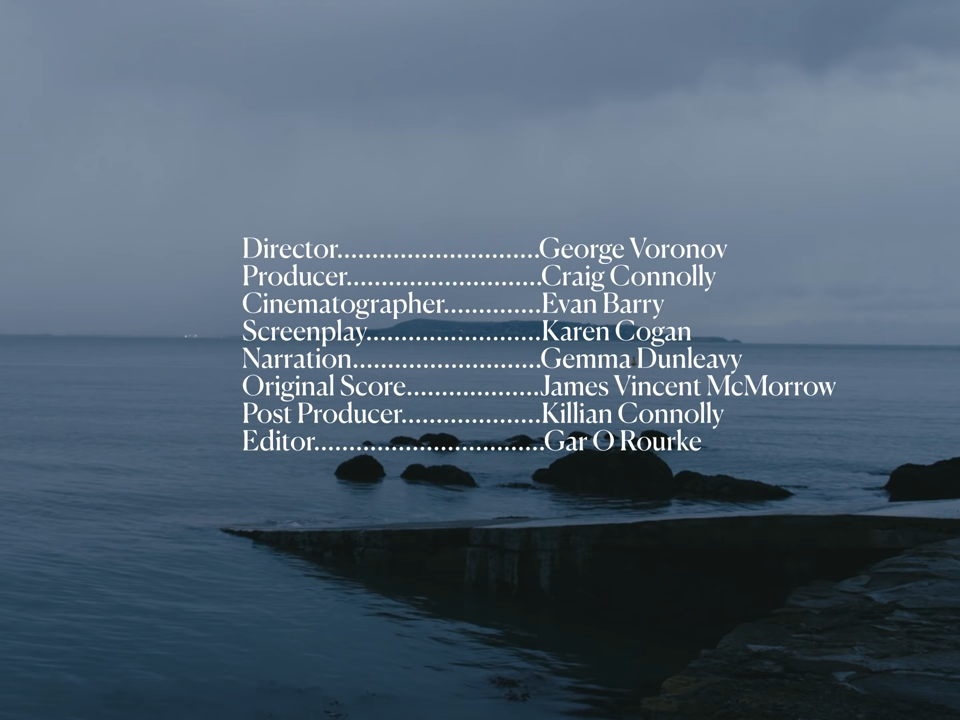 Director.............................George Voronov
Producer............................Craig Connolly
Cinematographer..............Evan Barry
Screenplay.........................Karen Cogan
Narration...........................Gemma Dunleavy
Original Score...................James Vincent McMorrow
Post Producer....................Killian Connolly
Editor.................................Gar O Rourke